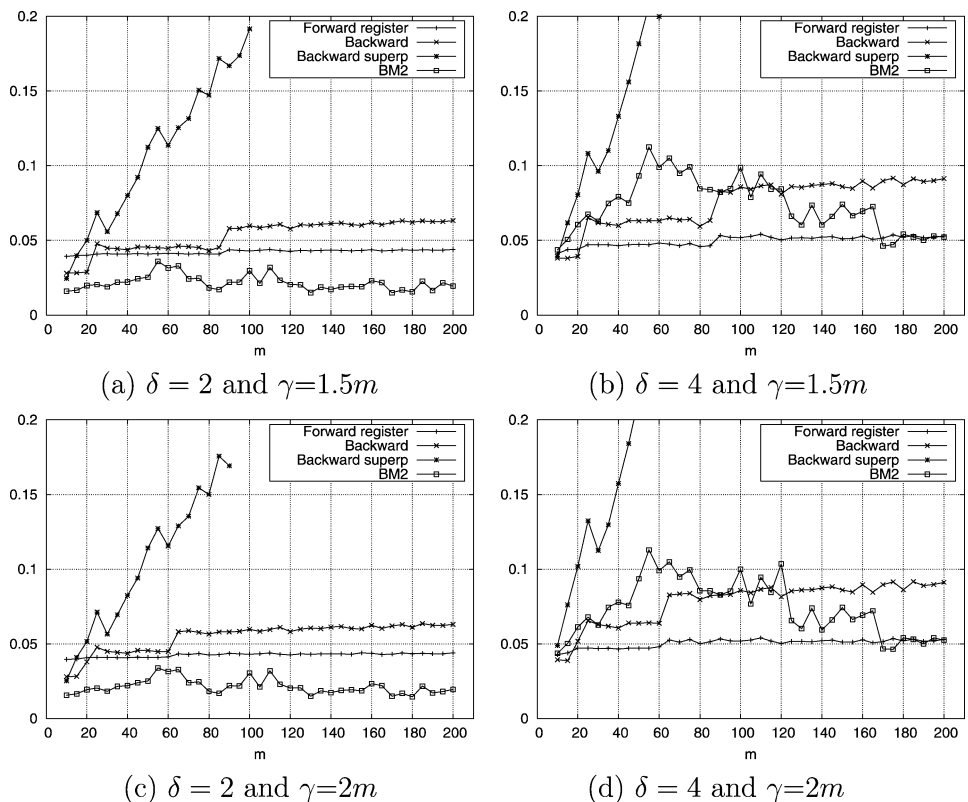 0.2
0.15
0.1
0.05
0
Forward register
Backward
Backward superp
BM2
0 20 40 60 80 100 120 140 160 180 200
m
(a) δ = 2 and γ=1.5m
0.2
0.15
0.1
0.05
0
Forward register
Backward
Backward superp
BM2
0 20 40 60 80 100 120 140 160 180 200
m
(b) δ = 4 and γ=1.5m
0.2
0.15
0.1
0.05
0
Forward register
Backward
Backward superp
BM2
0 20 40 60 80 100 120 140 160 180 200
m
(c) δ = 2 and γ=2m
0.2
0.15
0.1
0.05
0
Forward register
Backward
Backward superp
BM2
0 20 40 60 80 100 120 140 160 180 200
m
(d) δ = 4 and γ=2m